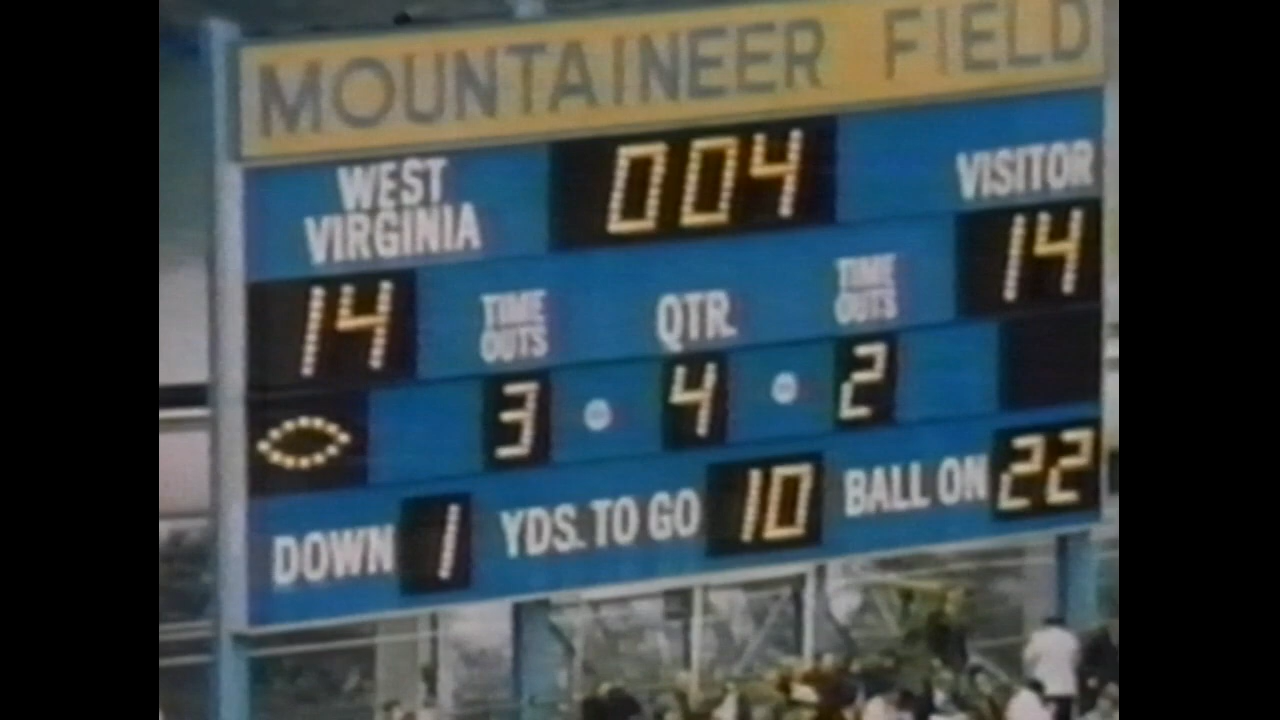 MOUNTAINEER FIELD
WEST VIRGINIA 004 VISITOR
14 TIME OUTS QTR. TIME OUTS 14
3 4 2
DOWN 1 YDS. TO GO 10 BALL ON 22